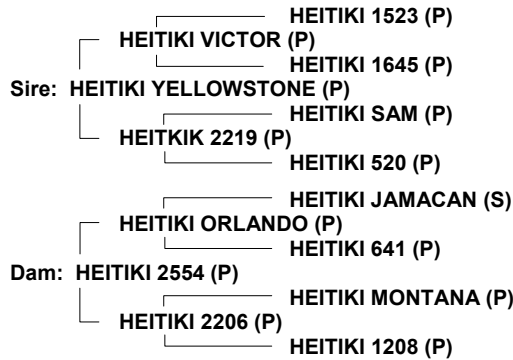 HEITIKI 1523 (P)
HEITIKI VICTOR (P)
HEITIKI 1645 (P)
Sire: HEITIKI YELLOWSTONE (P)
HEITIKI SAM (P)
HEITKIK 2219 (P)
HEITIKI 520 (P)
HEITIKI JAMACAN (S)
HEITIKI ORLANDO (P)
HEITIKI 641 (P)
Dam: HEITIKI 2554 (P)
HEITIKI MONTANA (P)
HEITIKI 2206 (P)
HEITIKI 1208 (P)